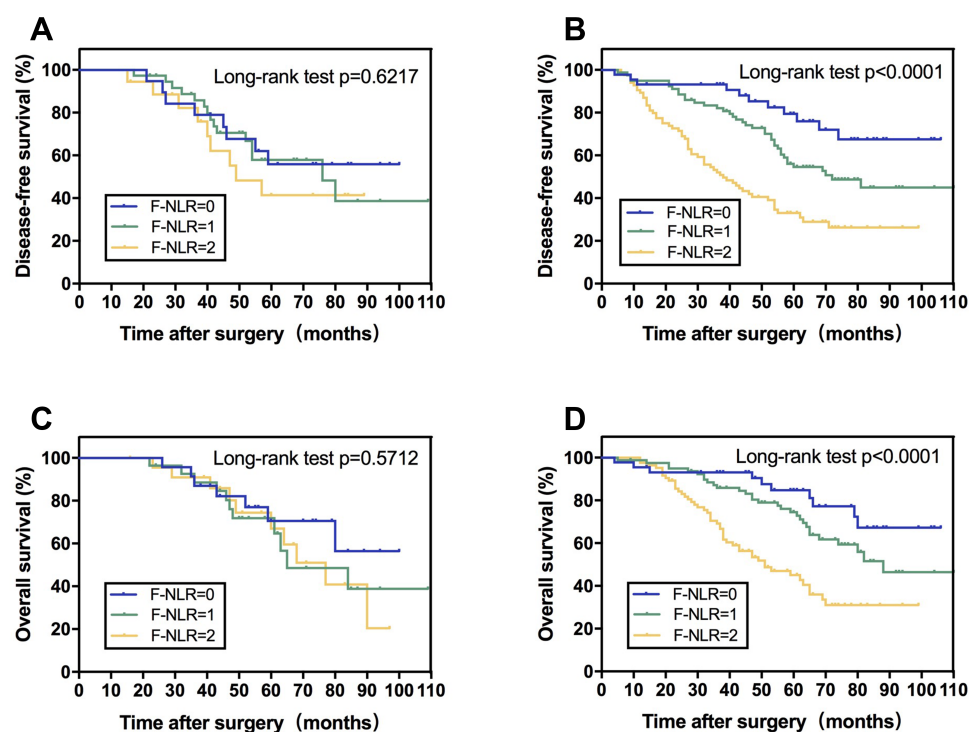 A
Disease-free survival (%)
100
80
60
40
20
0
Long-rank test p=0.6217
F-NLR=0
F-NLR=1
F-NLR=2
0 10 20 30 40 50 60 70 80 90 100 110
Time after surgery（months）
B
Disease-free survival (%)
100
80
60
40
20
0
Long-rank test p<0.0001
F-NLR=0
F-NLR=1
F-NLR=2
0 10 20 30 40 50 60 70 80 90 100 110
Time after surgery（months）
C
Overall survival (%)
100
80
60
40
20
0
Long-rank test p=0.5712
F-NLR=0
F-NLR=1
F-NLR=2
0 10 20 30 40 50 60 70 80 90 100 110
Time after surgery（months）
D
Overall survival (%)
100
80
60
40
20
0
Long-rank test p<0.0001
F-NLR=0
F-NLR=1
F-NLR=2
0 10 20 30 40 50 60 70 80 90 100 110
Time after surgery（months）